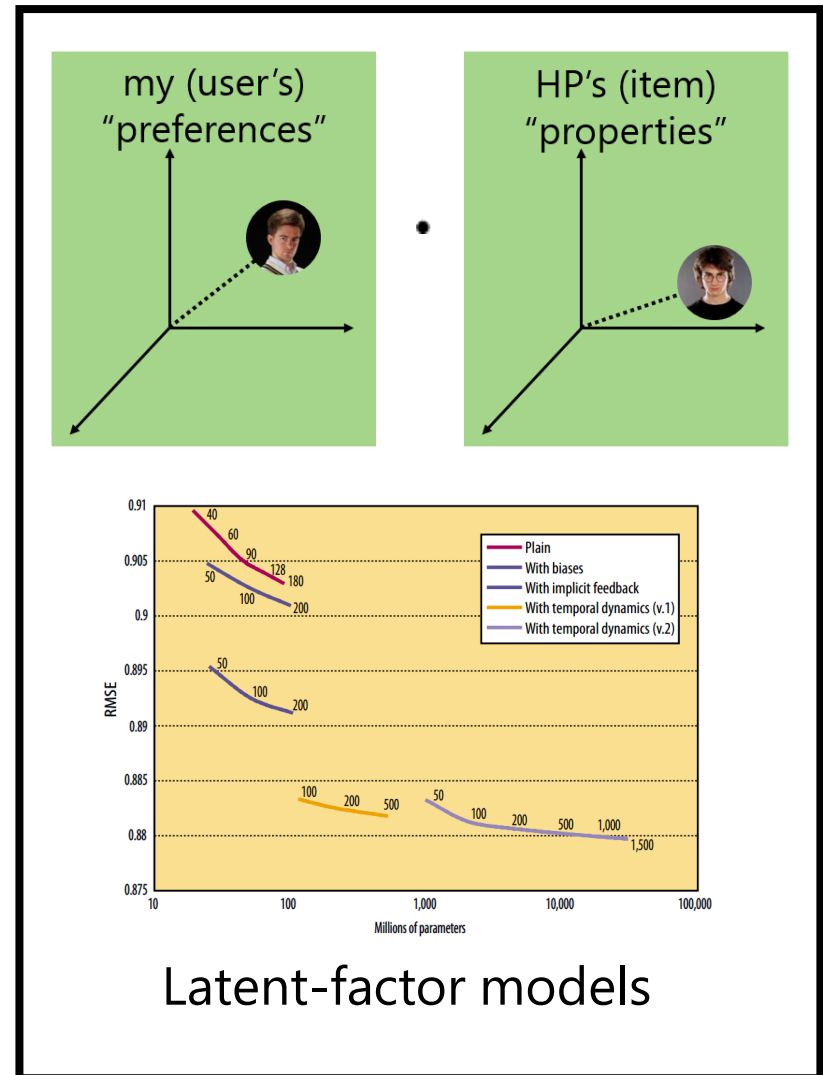 my (user's)
"preferences"
HP's (item)
"properties"
0.91
0.905
0.9
0.895
0.89
0.885
0.88
0.875
RMSE
40
60
90
128
180
50
100
200
50
100
200
100
200
500
50
100
200
500
1,000
1,500
Plain
With biases
With implicit feedback
With temporal dynamics (v.1)
With temporal dynamics (v.2)
10
100
1,000
10,000
100,000
Millions of parameters
Latent-factor models